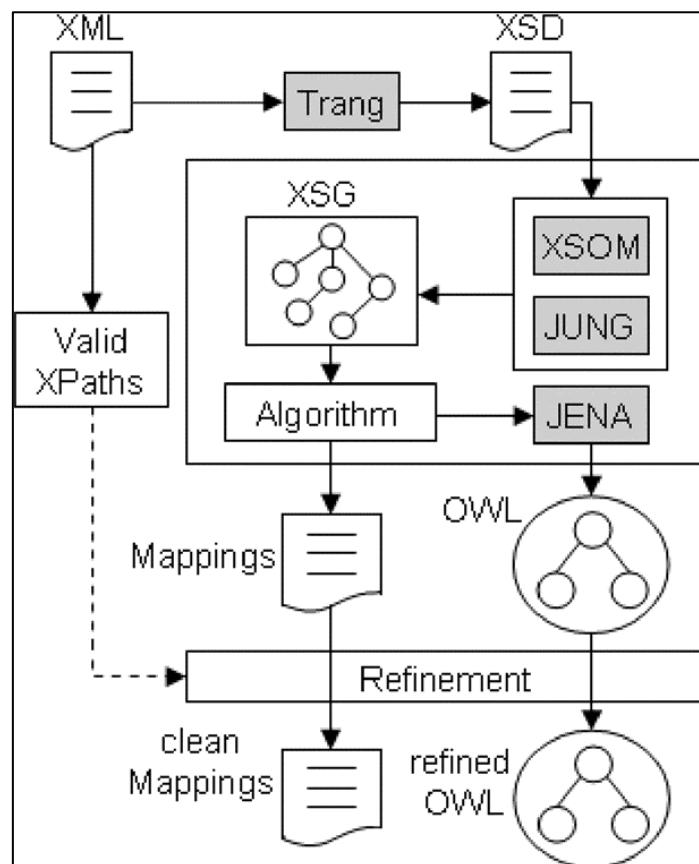 XML
XSD
Trang
XSG
XSOM
JUNG
Valid
XPaths
Algorithm
JENA
OWL
Mappings
Refinement
clean
Mappings
refined
OWL